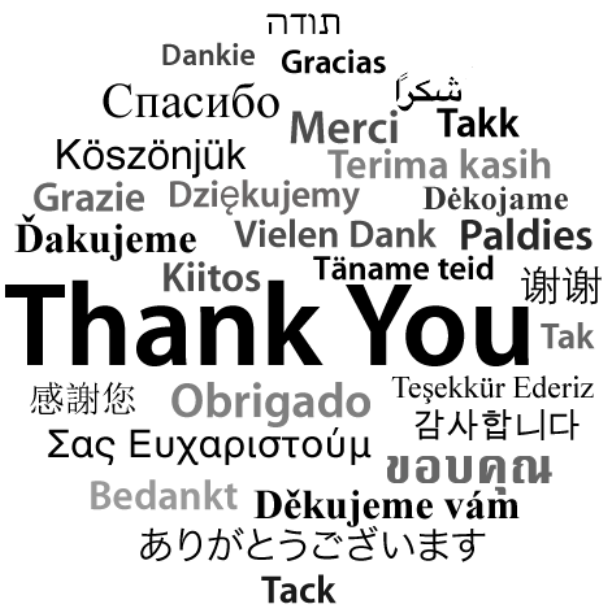 תודה
Dankie Gracias
Спасибо شكراً
Merci Takk
Köszönjük Terima kasih
Grazie Dziękujemy Dėkojame
Ďakujeme Vielen Dank Paldies
Kiitos Täname teid 谢谢
Thank You Tak
感謝您 Obrigado Teşekkür Ederiz
Σας Ευχαριστούμ 감사합니다
ขอบคุณ
Bedankt Děkujeme vám
ありがとうございます
Tack